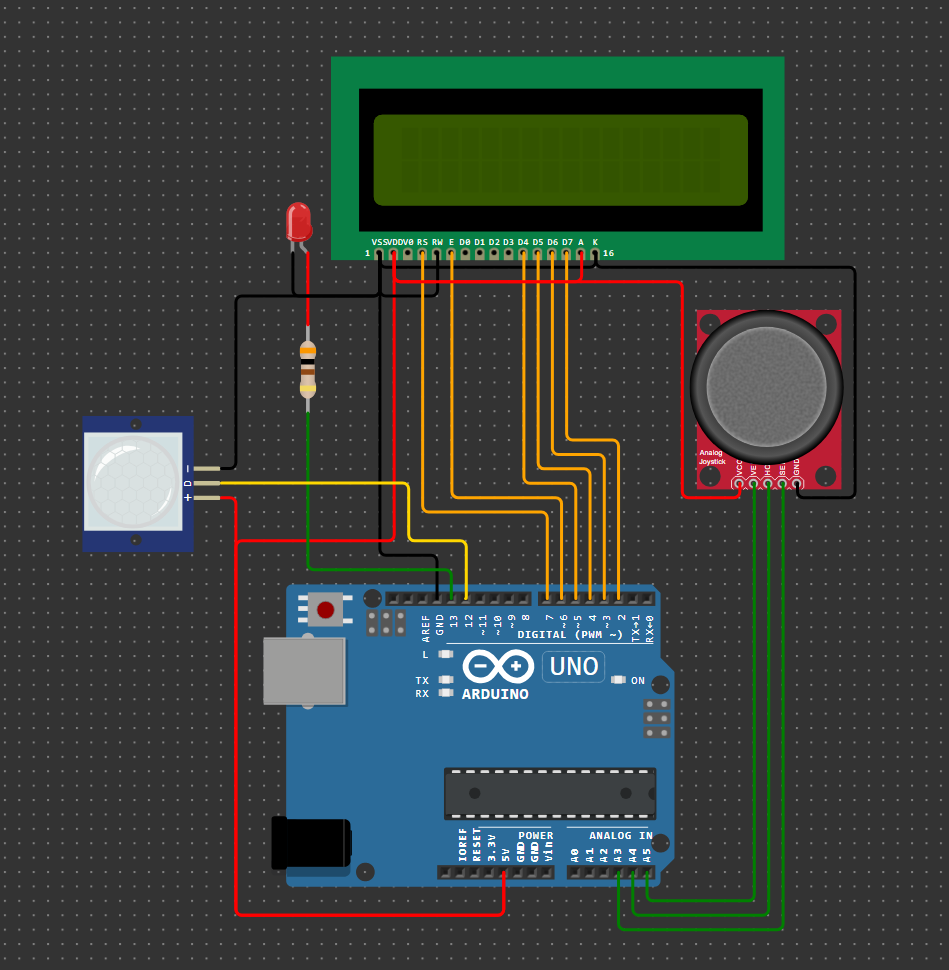 VSS VDD V0 RS RW E D0 D1 D2 D3 D4 D5 D6 D7 A K
1 16
Analog
Joystick
VCC VERT HORZ SEL GND
-
D
+
AREF GND 13 12 ~11 ~10 ~9 8 7 ~6 ~5 4 ~3 2 TX→1 RX←0
DIGITAL (PWM ~)
L
TX
RX
UNO
ON
ARDUINO
POWER
ANALOG IN
IOREF RESET 3.3V 5V GND GND Vin A0 A1 A2 A3 A4 A5